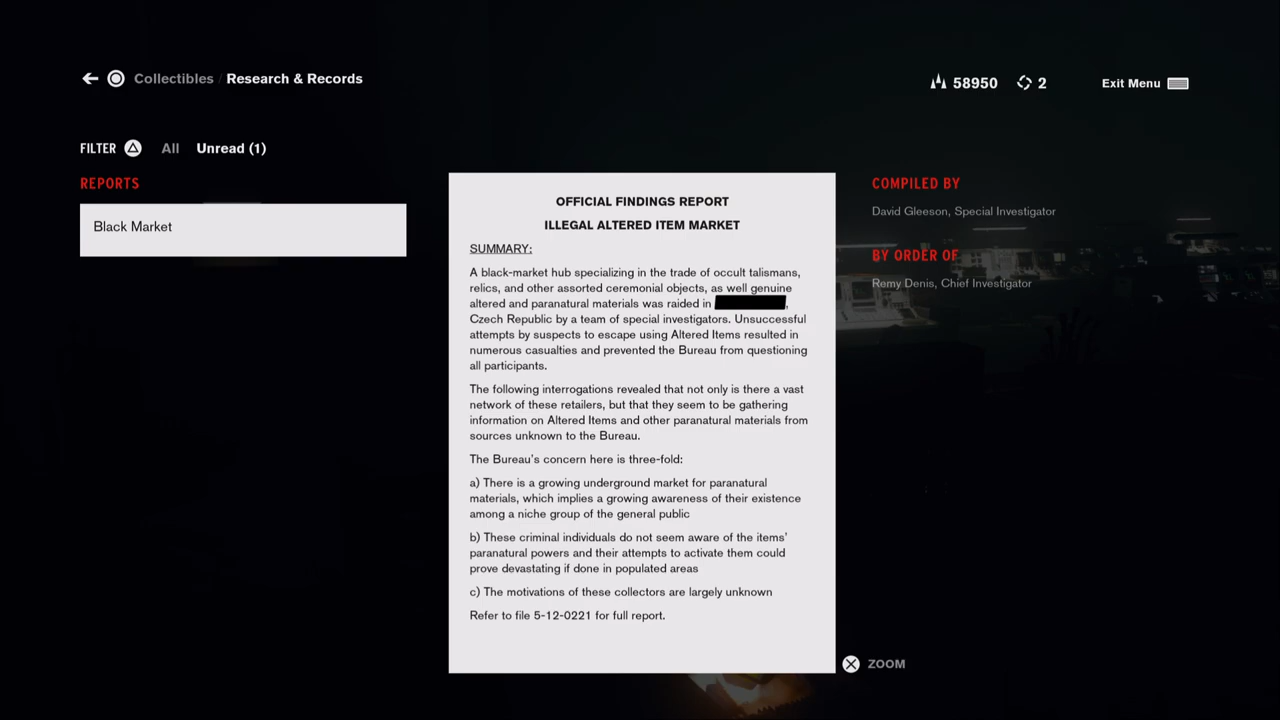 Collectibles / Research & Records
58950
2
Exit Menu
FILTER
All
Unread (1)
REPORTS
Black Market
OFFICIAL FINDINGS REPORT
ILLEGAL ALTERED ITEM MARKET
SUMMARY:
A black-market hub specializing in the trade of occult talismans,
relics, and other assorted ceremonial objects, as well genuine
altered and paranatural materials was raided in ,
Czech Republic by a team of special investigators. Unsuccessful
attempts by suspects to escape using Altered Items resulted in
numerous casualties and prevented the Bureau from questioning
all participants.
The following interrogations revealed that not only is there a vast
network of these retailers, but that they seem to be gathering
information on Altered Items and other paranatural materials from
sources unknown to the Bureau.
The Bureau's concern here is three-fold:
a) There is a growing underground market for paranatural
materials, which implies a growing awareness of their existence
among a niche group of the general public
b) These criminal individuals do not seem aware of the items'
paranatural powers and their attempts to activate them could
prove devastating if done in populated areas
c) The motivations of these collectors are largely unknown
Refer to file 5-12-0221 for full report.
COMPILED BY
David Gleeson, Special Investigator
BY ORDER OF
Remy Denis, Chief Investigator
ZOOM